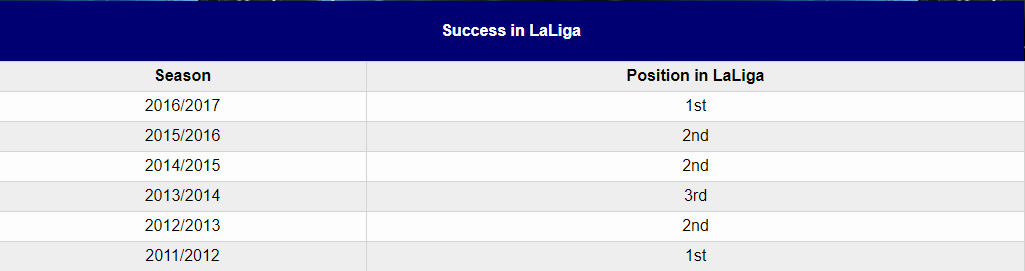 Success in LaLiga
Season Position in LaLiga
2016/2017 1st
2015/2016 2nd
2014/2015 2nd
2013/2014 3rd
2012/2013 2nd
2011/2012 1st